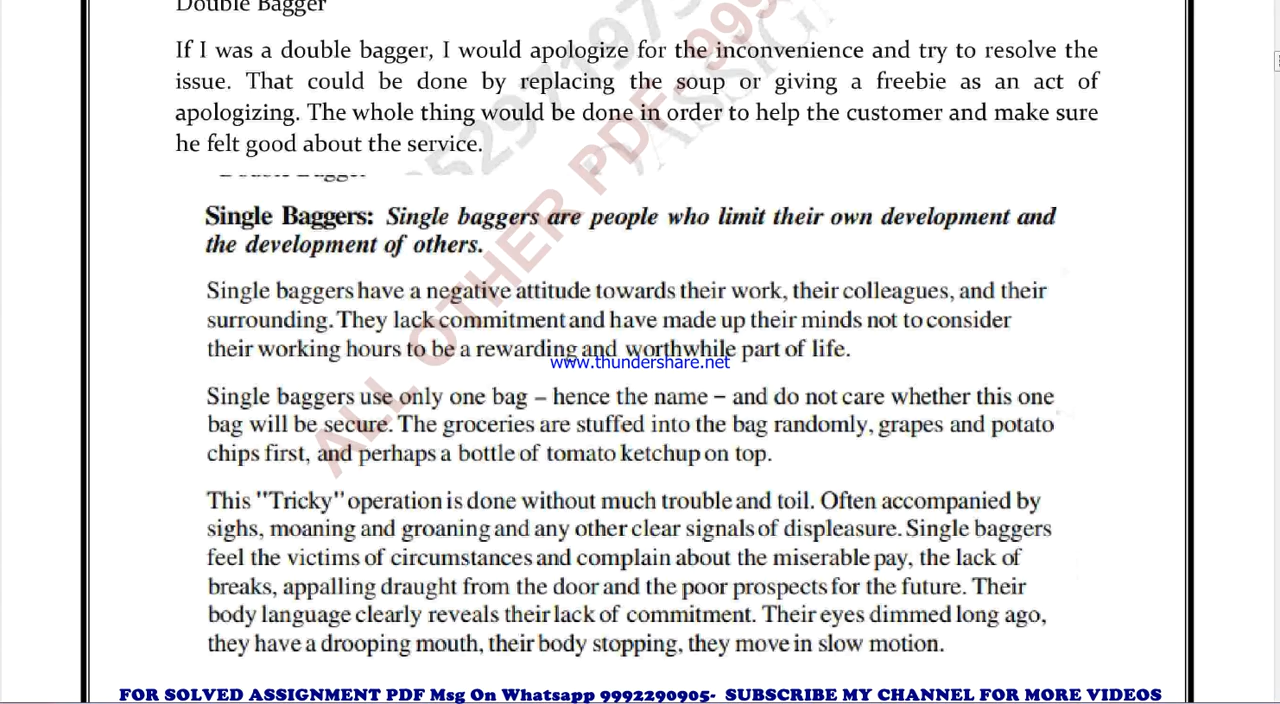 Double Bagger
If I was a double bagger, I would apologize for the inconvenience and try to resolve the
issue. That could be done by replacing the soup or giving a freebie as an act of
apologizing. The whole thing would be done in order to help the customer and make sure
he felt good about the service.
Single Baggers: Single baggers are people who limit their own development and
the development of others.
Single baggers have a negative attitude towards their work, their colleagues, and their
surrounding. They lack commitment and have made up their minds not to consider
their working hours to be a rewarding and worthwhile part of life.
www.thundershare.net
Single baggers use only one bag – hence the name – and do not care whether this one
bag will be secure. The groceries are stuffed into the bag randomly, grapes and potato
chips first, and perhaps a bottle of tomato ketchup on top.
This "Tricky" operation is done without much trouble and toil. Often accompanied by
sighs, moaning and groaning and any other clear signals of displeasure. Single baggers
feel the victims of circumstances and complain about the miserable pay, the lack of
breaks, appalling draught from the door and the poor prospects for the future. Their
body language clearly reveals their lack of commitment. Their eyes dimmed long ago,
they have a drooping mouth, their body stopping, they move in slow motion.
ALL OTHER PDF- 999
FOR SOLVED ASSIGNMENT PDF Msg On Whatsapp 9992290905- SUBSCRIBE MY CHANNEL FOR MORE VIDEOS